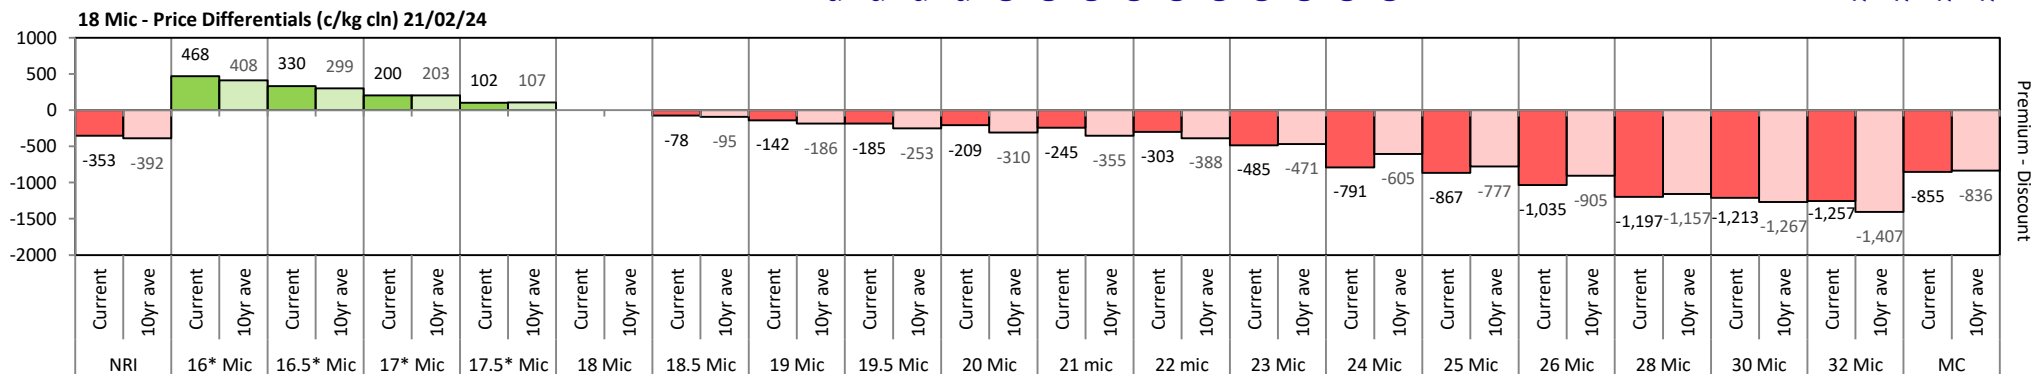 18 Mic - Price Differentials (c/kg cln) 21/02/24
1000
500
0
-500
-1000
-1500
-2000
468 408 330 299 200 203 102 107
-353 -392 -78 -95 -142 -186 -185 -253 -209 -310 -245 -355 -303 -388 -485 -471 -791 -605 -867 -777 -1,035 -905 -1,197 -1,157 -1,213 -1,267 -1,257 -1,407 -855 -836
Premium - Discount
Current 10yr ave Current 10yr ave Current 10yr ave Current 10yr ave Current 10yr ave Current 10yr ave Current 10yr ave Current 10yr ave Current 10yr ave Current 10yr ave Current 10yr ave Current 10yr ave Current 10yr ave Current 10yr ave Current 10yr ave Current 10yr ave Current 10yr ave Current 10yr ave Current 10yr ave Current 10yr ave
NRI 16* Mic 16.5* Mic 17* Mic 17.5* Mic 18 Mic 18.5 Mic 19 Mic 19.5 Mic 20 Mic 21 mic 22 mic 23 Mic 24 Mic 25 Mic 26 Mic 28 Mic 30 Mic 32 Mic MC